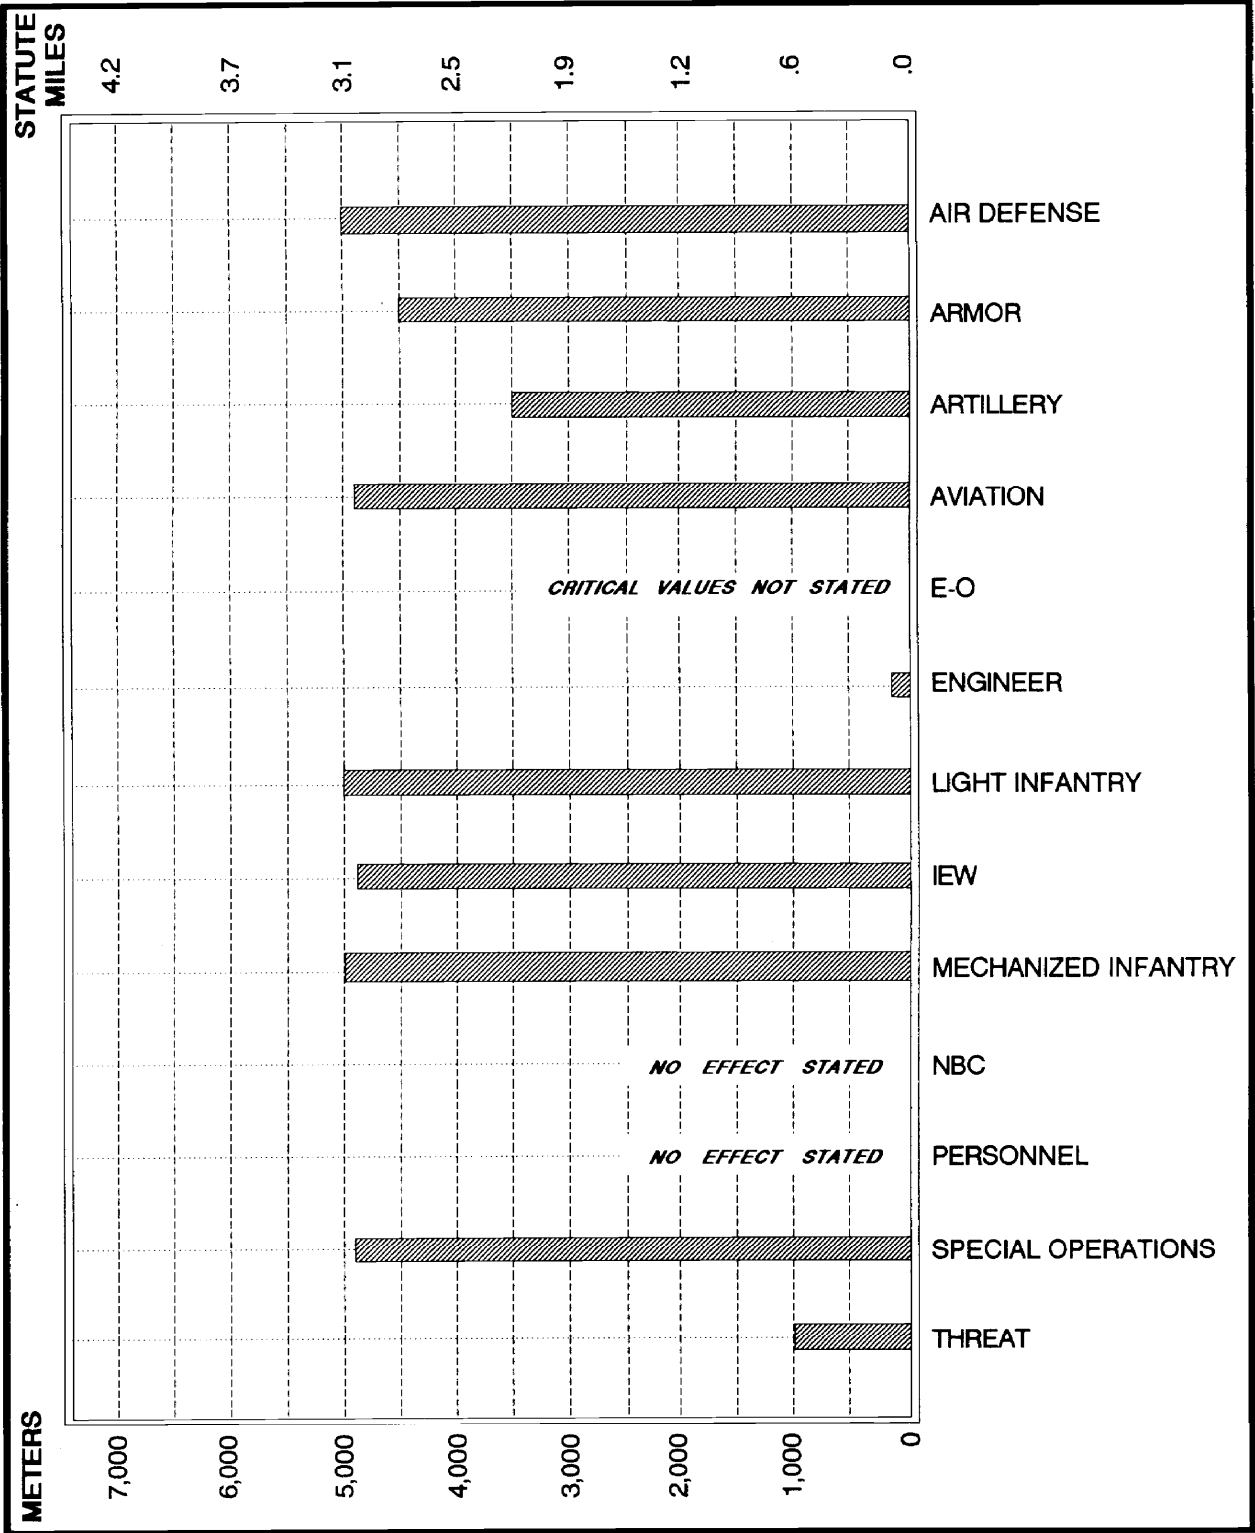 STATUTE
MILES
4.2
3.7
3.1
2.5
1.9
1.2
.6
.0
AIR DEFENSE
ARMOR
ARTILLERY
AVIATION
CRITICAL VALUES NOT STATED
E-O
ENGINEER
LIGHT INFANTRY
IEW
MECHANIZED INFANTRY
NO EFFECT STATED
NBC
NO EFFECT STATED
PERSONNEL
SPECIAL OPERATIONS
THREAT
METERS
7,000
6,000
5,000
4,000
3,000
2,000
1,000
0